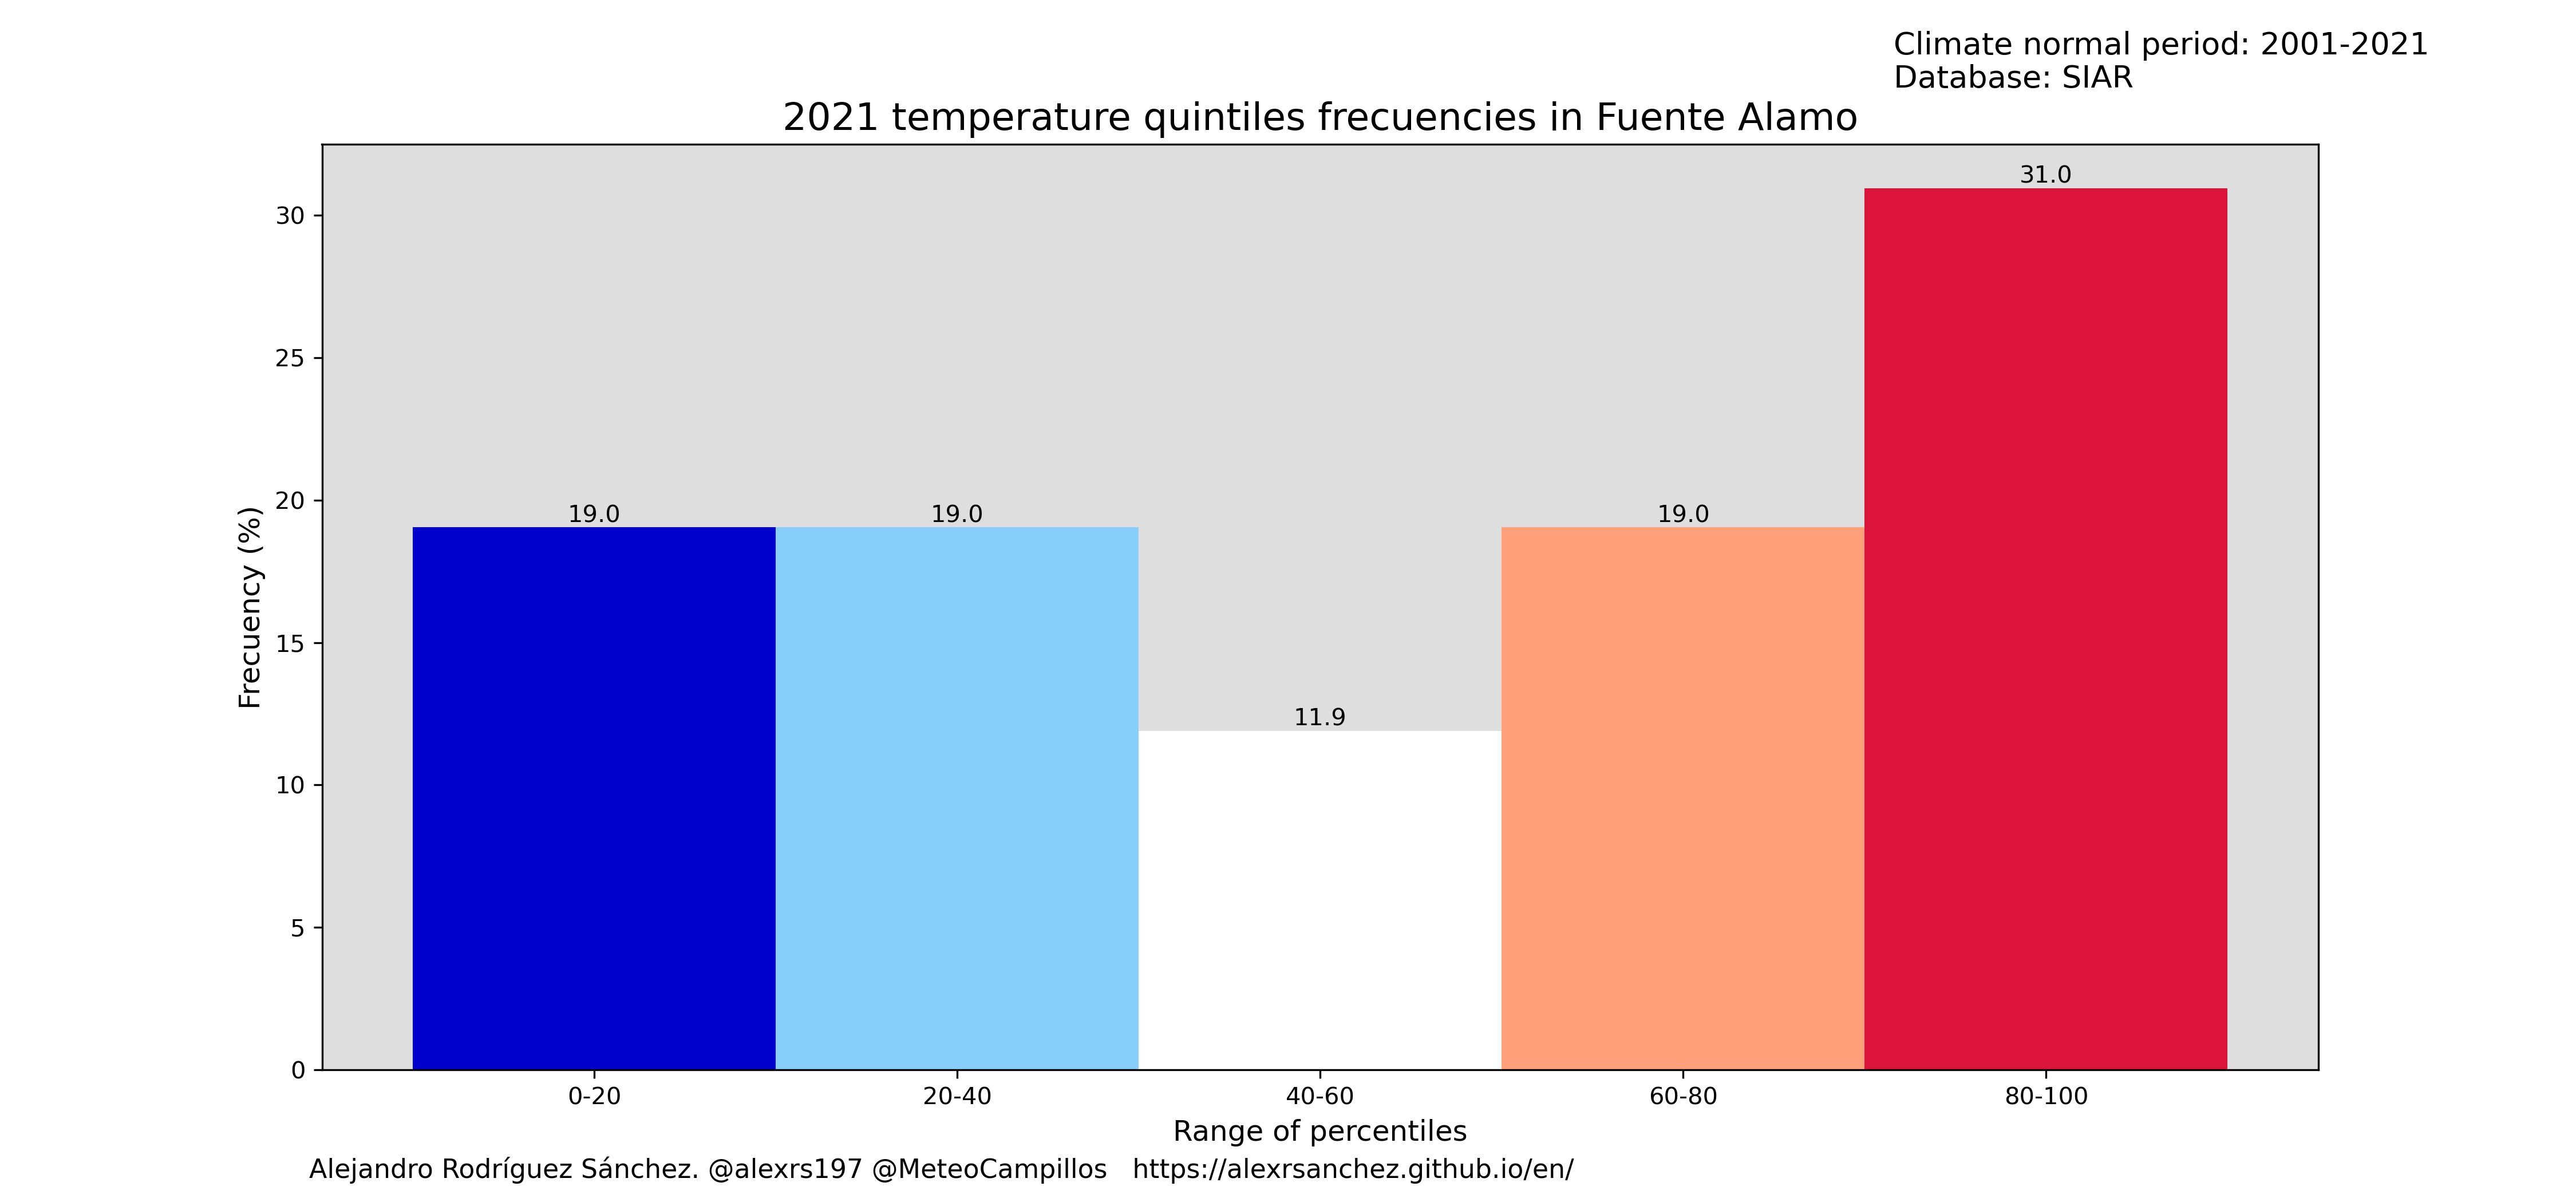 Climate normal period: 2001-2021
Database: SIAR
2021 temperature quintiles frecuencies in Fuente Alamo
31.0
30
25
20
19.0
19.0
19.0
15
11.9
10
5
0
Frecuency (%)
0-20
20-40
40-60
60-80
80-100
Range of percentiles
Alejandro Rodríguez Sánchez. @alexrs197 @MeteoCampillos https://alexrsanchez.github.io/en/